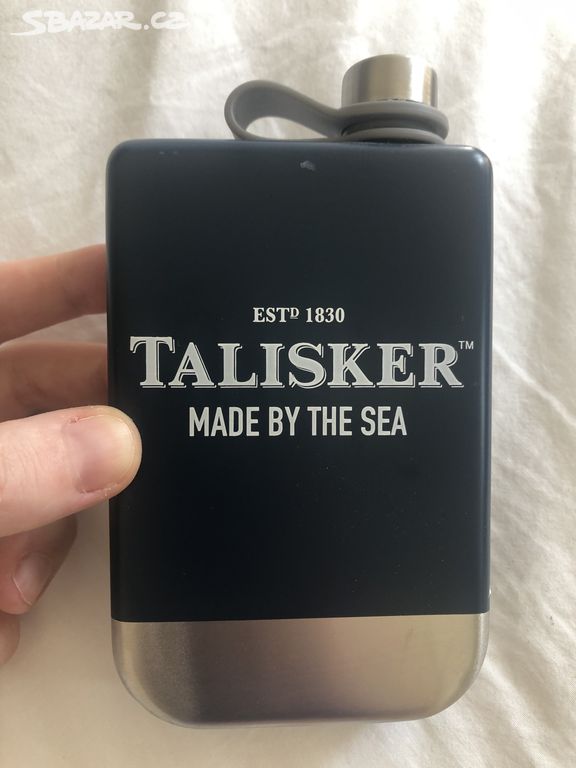 SBAZAR.CZ
ESTᴰ 1830
TALISKER™
MADE BY THE SEA